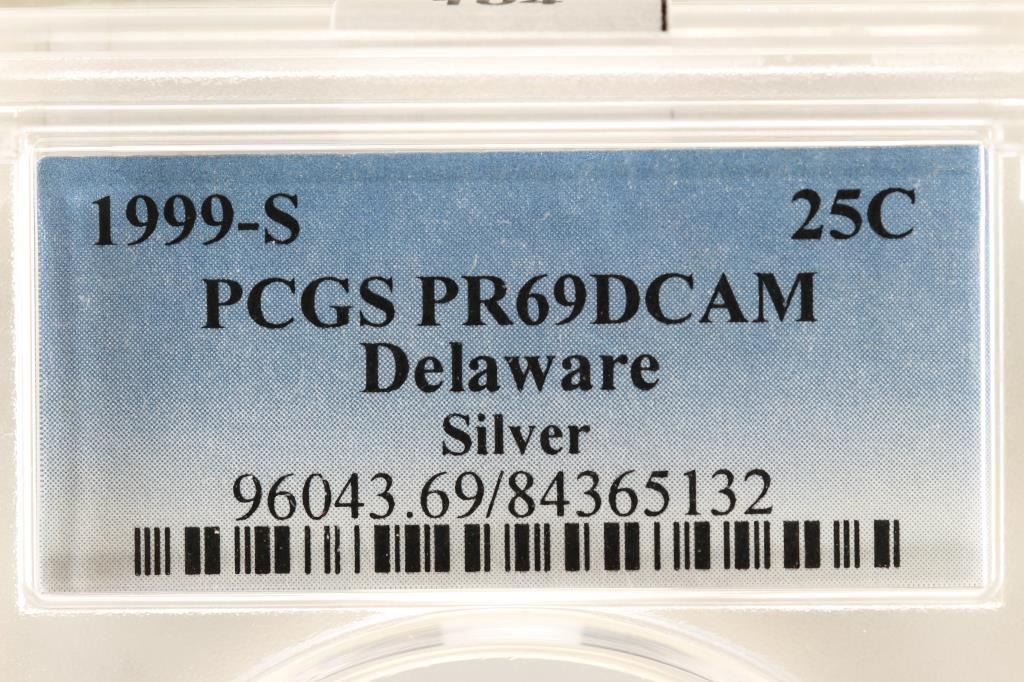 1999-S 25C
PCGS PR69DCAM
Delaware
Silver
96043.69/84365132